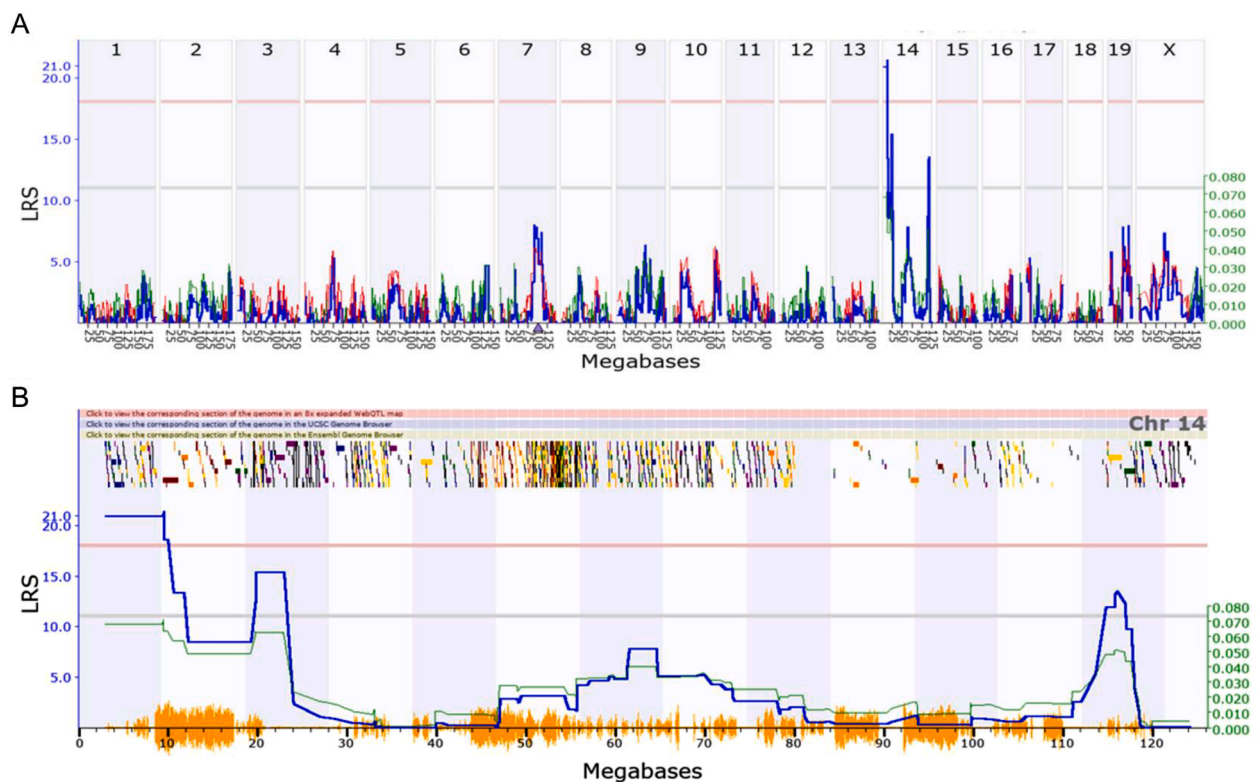 A
1 2 3 4 5 6 7 8 9 10 11 12 13 14 15 16 17 18 19 X
21.0
20.0
15.0
10.0
5.0
LRS
0.080
0.070
0.060
0.050
0.040
0.030
0.020
0.010
0.000
Megabases
B
Click to view the corresponding section of the genome in an 8x expanded WebQTL map
Click to view the corresponding section of the genome in the UCSC Genome Browser
Click to view the corresponding section of the genome in the Ensembl Genome Browser
Chr 14
21.0
20.0
15.0
10.0
5.0
LRS
0.080
0.070
0.060
0.050
0.040
0.030
0.020
0.010
0.000
0 10 20 30 40 50 60 70 80 90 100 110 120
Megabases